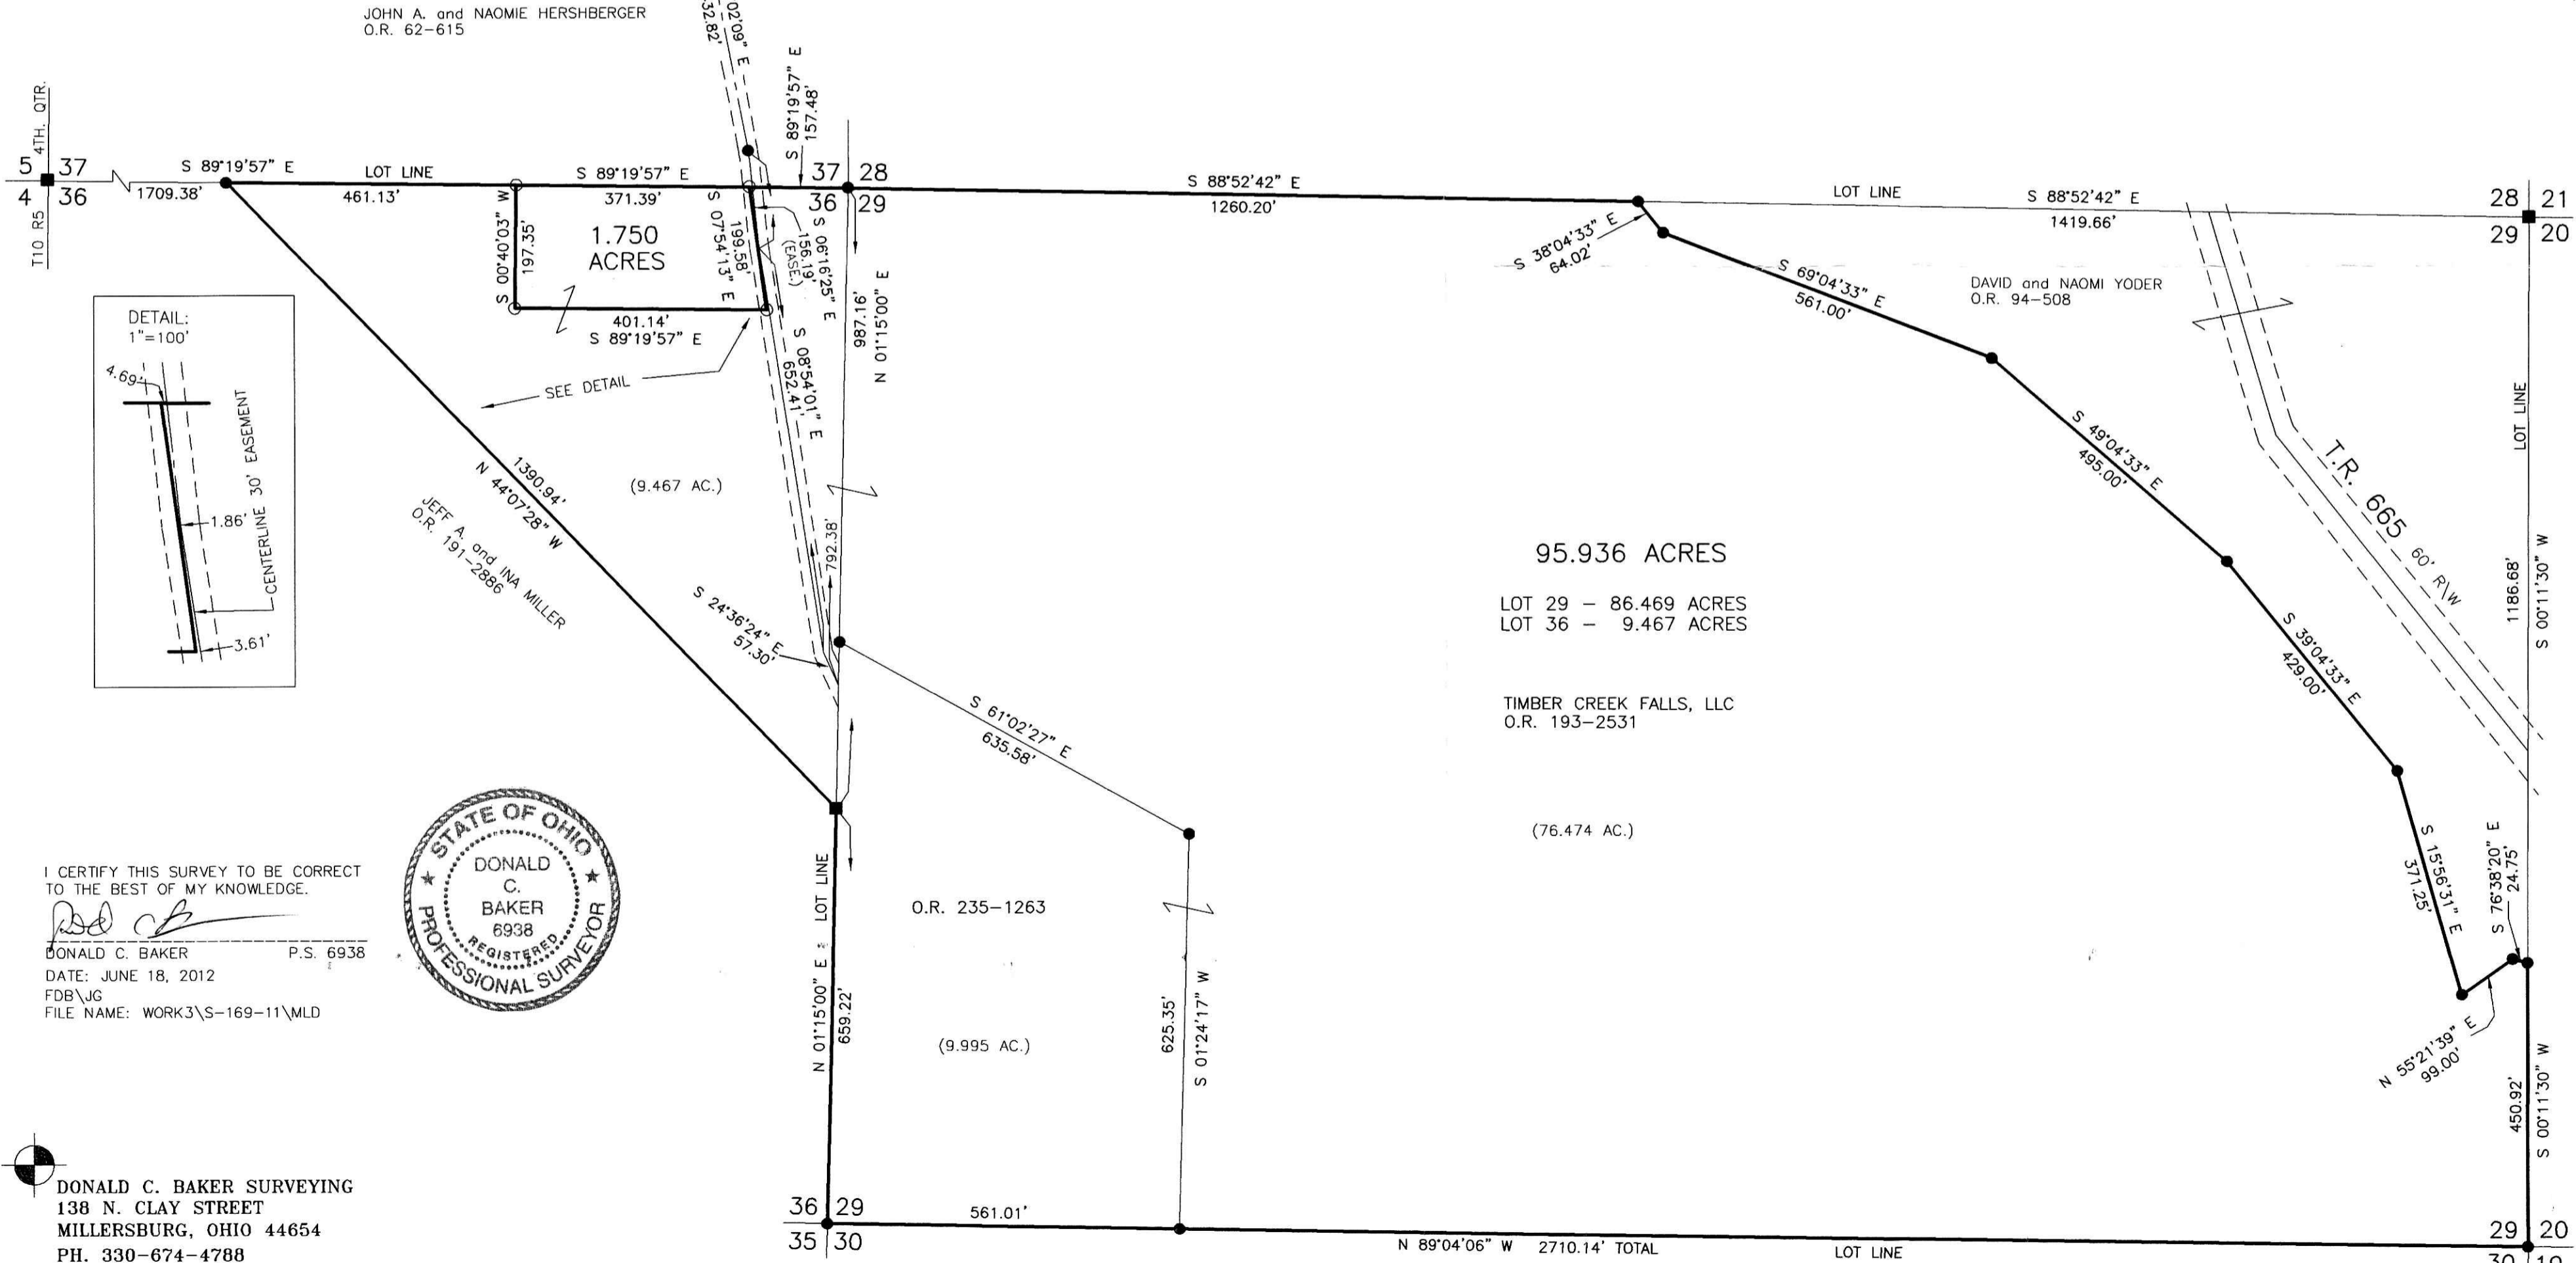 JOHN A. and NAOMIE HERSHBERGER
O.R. 62-615
02'09" E
32.82'
S 89°19'57" E
157.48'
4TH. QTR.
5 37
4 36
T10 R5
S 89°19'57" E
1709.38'
LOT LINE
461.13'
S 89°19'57" E
371.39'
37 28
36 29
S 88°52'42" E
1260.20'
LOT LINE
S 88°52'42" E
1419.66'
28 21
29 20
S 00°40'03" W
197.35'
1.750
ACRES
S 07°54'13" E
199.58'
156.19'
(EASE.)
S 06°16'25" E
987.16'
N 01°15'00" E
401.14'
S 89°19'57" E
S 08°54'01" E
652.41'
SEE DETAIL
S 38°04'33" E
64.02'
S 69°04'33" E
561.00'
DAVID and NAOMI YODER
O.R. 94-508
DETAIL:
1"=100'
4.69'
1.86'
3.61'
CENTERLINE 30' EASEMENT
1390.94'
N 44°07'28" W
(9.467 AC.)
JEFF A. and INA MILLER
O.R. 191-2886
792.38'
S 24°36'24" E
57.30'
S 61°02'27" E
635.58'
95.936 ACRES
LOT 29 - 86.469 ACRES
LOT 36 - 9.467 ACRES
TIMBER CREEK FALLS, LLC
O.R. 193-2531
(76.474 AC.)
S 49°04'33" E
495.00'
S 39°04'33" E
429.00'
T.R. 665 60' R\W
LOT LINE
1186.68'
S 00°11'30" W
S 15°56'31" E
371.25'
S 76°38'20" E
24.75'
N 55°21'39" E
99.00'
450.92'
S 00°11'30" W
I CERTIFY THIS SURVEY TO BE CORRECT
TO THE BEST OF MY KNOWLEDGE.
DONALD C. BAKER P.S. 6938
DATE: JUNE 18, 2012
FDB\JG
FILE NAME: WORK3\S-169-11\MLD
STATE OF OHIO
DONALD
C.
BAKER
6938
REGISTERED
PROFESSIONAL SURVEYOR
N 01°15'00" E LOT LINE
659.22'
O.R. 235-1263
(9.995 AC.)
625.35'
S 01°24'17" W
DONALD C. BAKER SURVEYING
138 N. CLAY STREET
MILLERSBURG, OHIO 44654
PH. 330-674-4788
36 29
35 30
561.01'
N 89°04'06" W 2710.14' TOTAL
LOT LINE
29 20
30 19